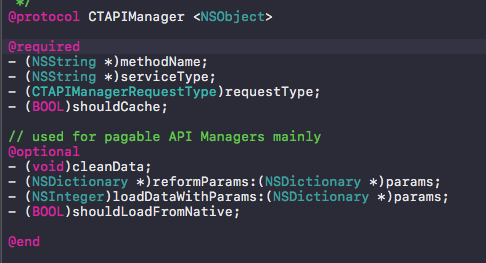 */
@protocol CTAPIManager <NSObject>
@required
- (NSString *)methodName;
- (NSString *)serviceType;
- (CTAPIManagerRequestType)requestType;
- (BOOL)shouldCache;
// used for pagable API Managers mainly
@optional
- (void)cleanData;
- (NSDictionary *)reformParams:(NSDictionary *)params;
- (NSInteger)loadDataWithParams:(NSDictionary *)params;
- (BOOL)shouldLoadFromNative;
@end